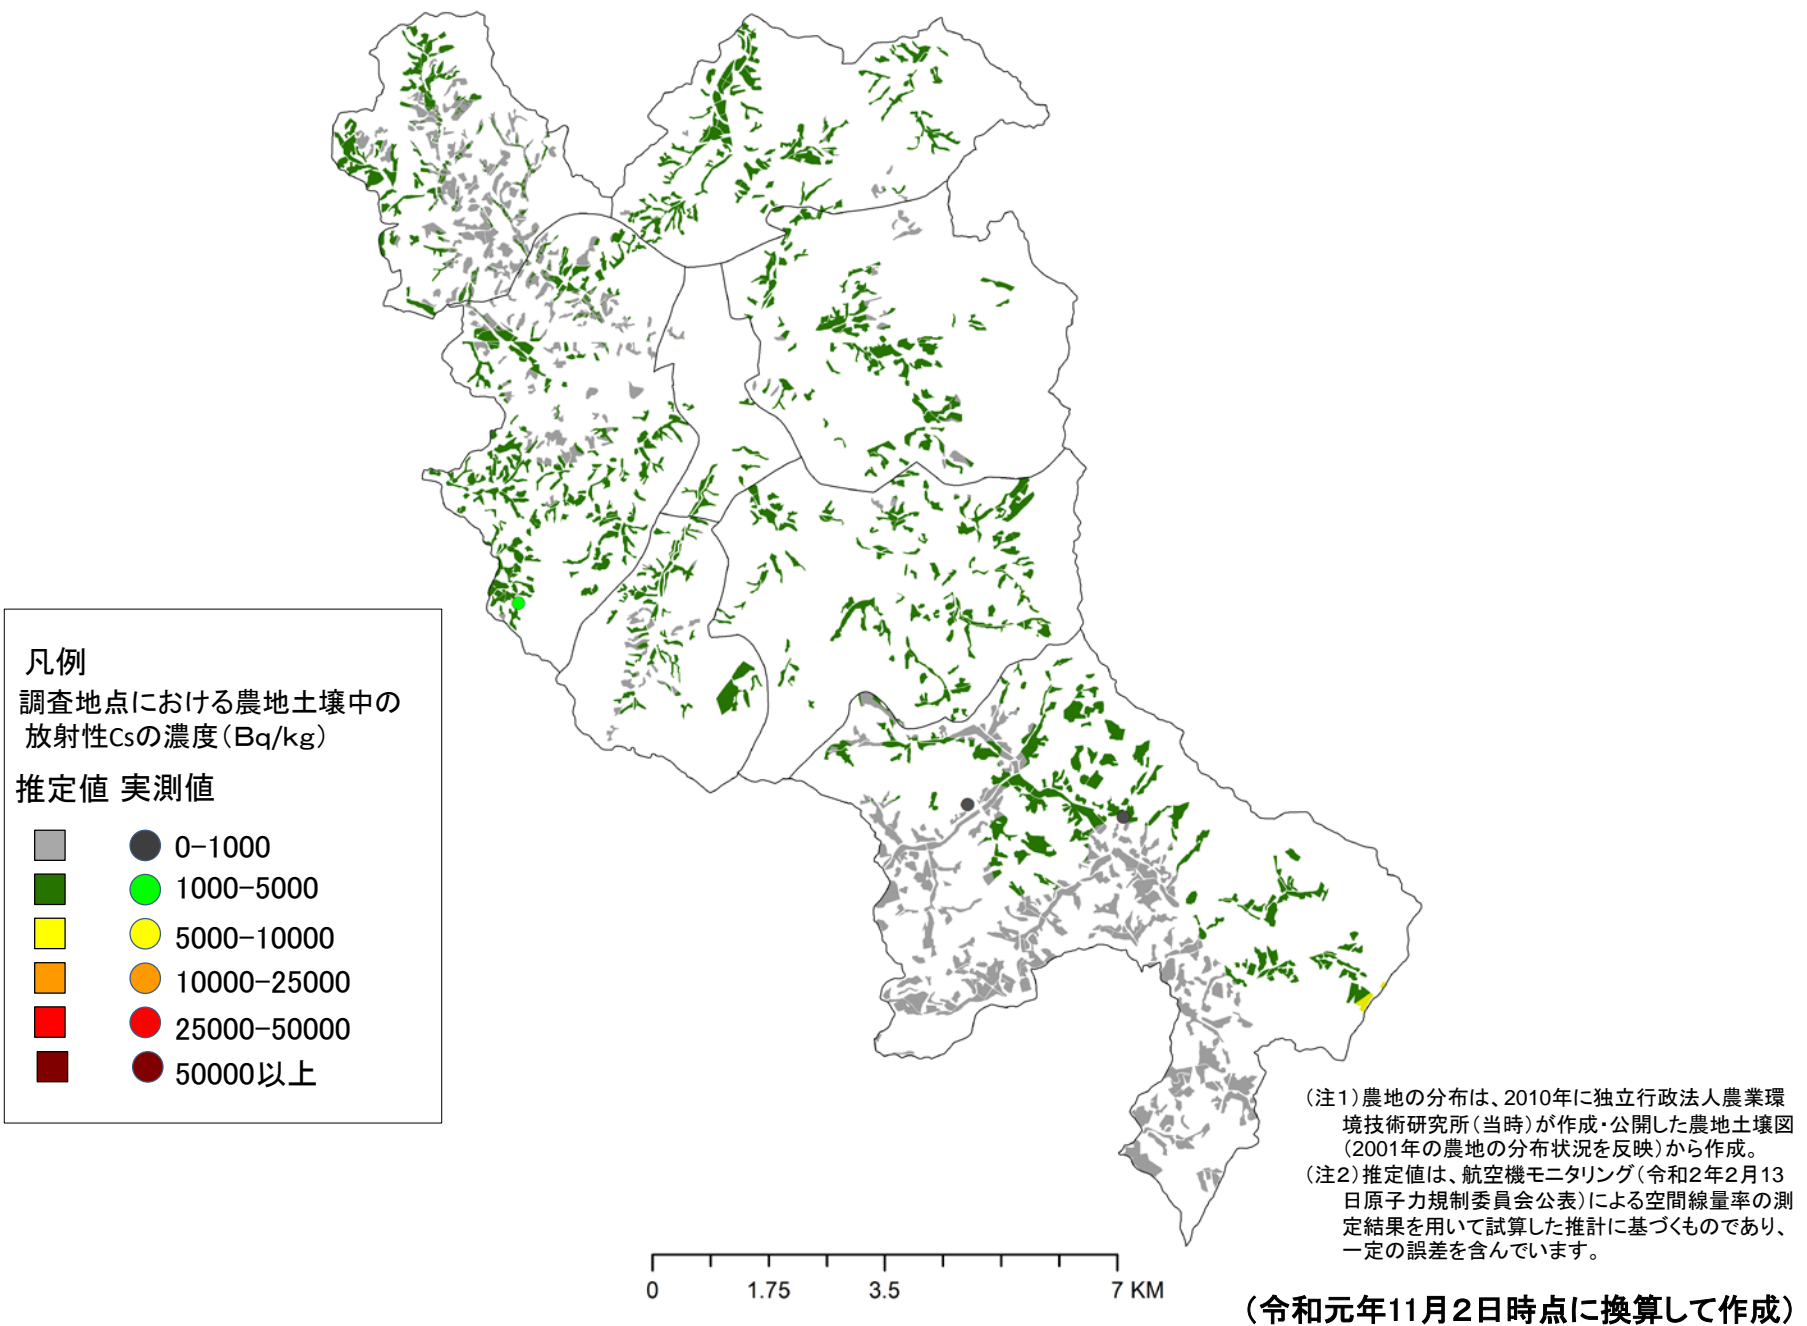 凡例
調査地点における農地土壌中の
放射性Csの濃度(Bq/kg)
推定値 実測値
0-1000
1000-5000
5000-10000
10000-25000
25000-50000
50000以上
(注1)農地の分布は、2010年に独立行政法人農業環
境技術研究所(当時)が作成・公開した農地土壌図
(2001年の農地の分布状況を反映)から作成。
(注2)推定値は、航空機モニタリング(令和2年2月13
日原子力規制委員会公表)による空間線量率の測
定結果を用いて試算した推計に基づくものであり、
一定の誤差を含んでいます。
0 1.75 3.5 7 KM
(令和元年11月2日時点に換算して作成)